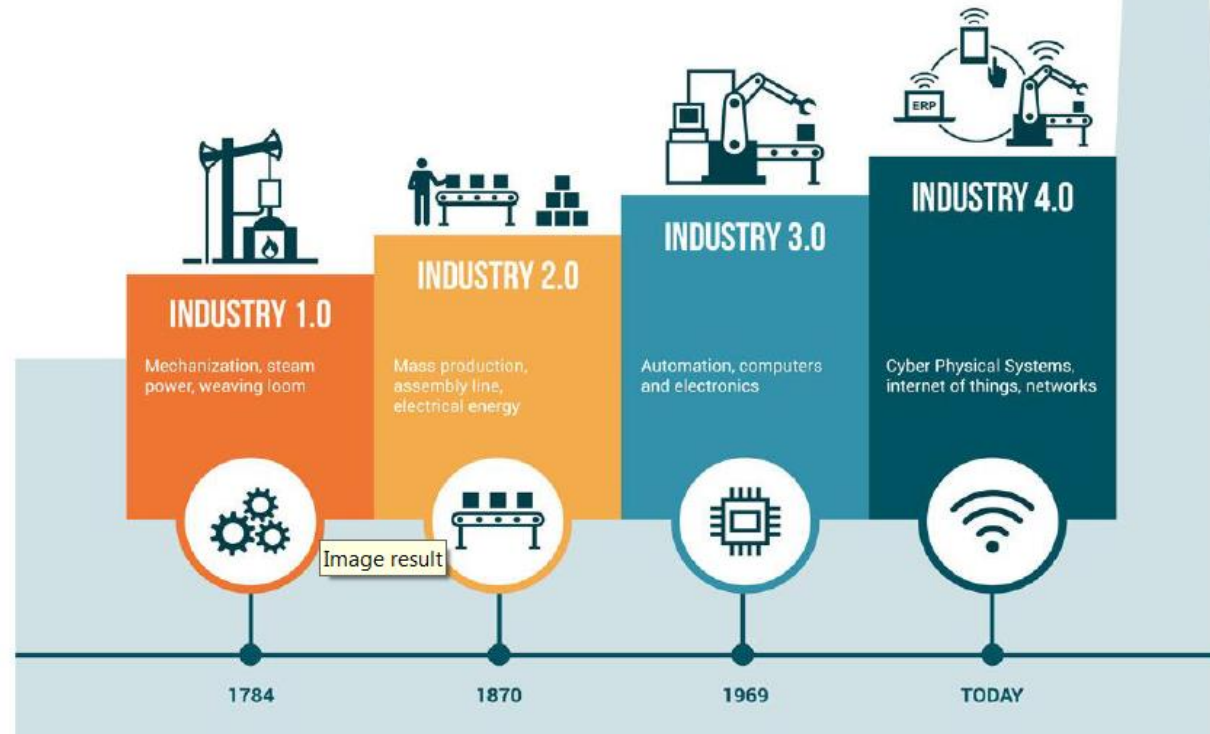 ERP
INDUSTRY 1.0
Mechanization, steam
power, weaving loom
INDUSTRY 2.0
Mass production,
assembly line,
electrical energy
INDUSTRY 3.0
Automation, computers
and electronics
INDUSTRY 4.0
Cyber Physical Systems,
internet of things, networks
Image result
1784
1870
1969
TODAY